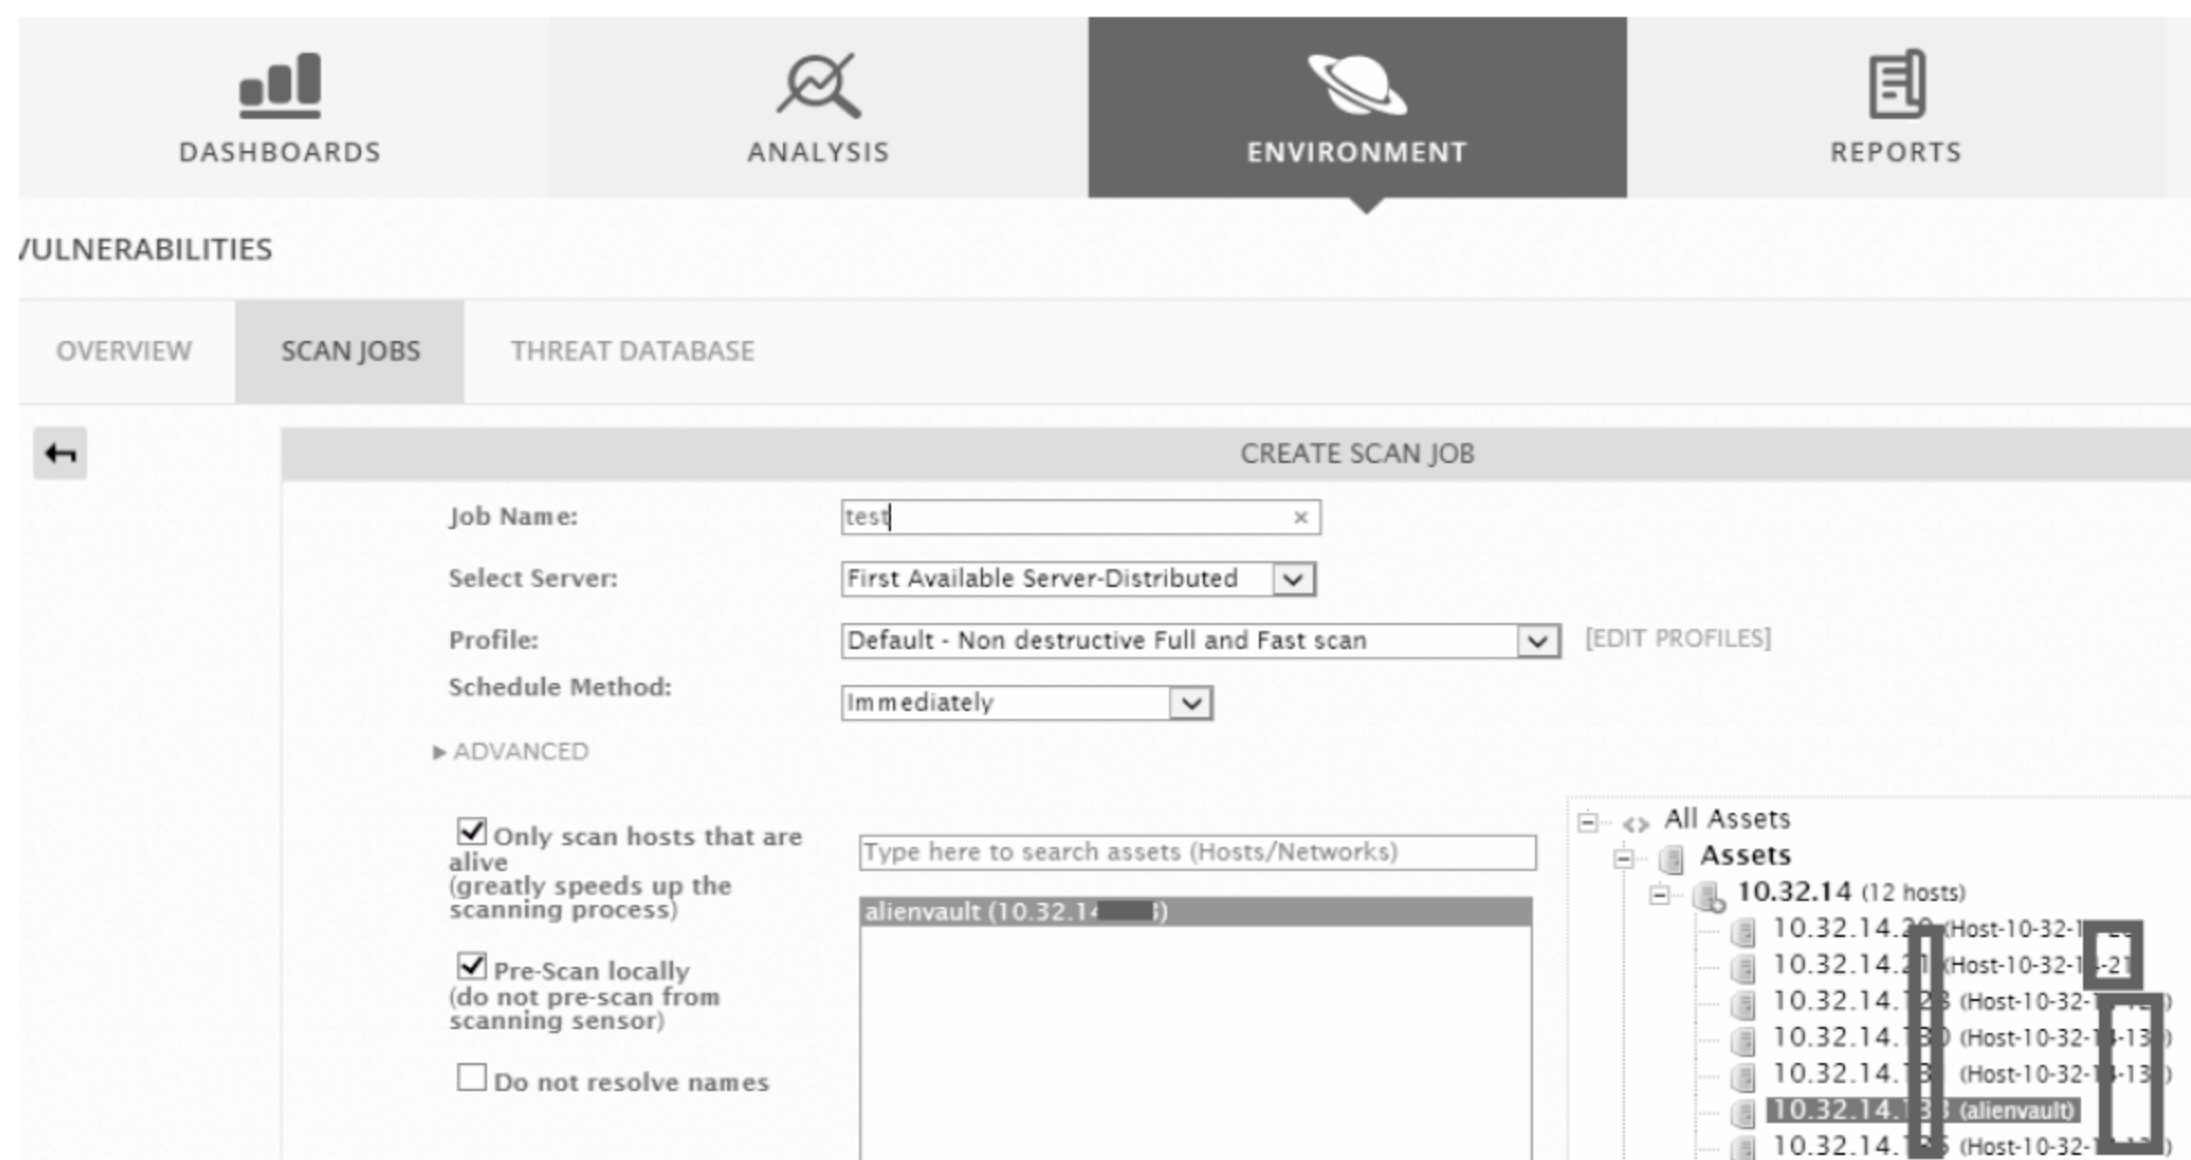 DASHBOARDS ANALYSIS ENVIRONMENT REPORTS
VULNERABILITIES
OVERVIEW SCAN JOBS THREAT DATABASE
CREATE SCAN JOB
Job Name: test ×
Select Server: First Available Server-Distributed
Profile: Default - Non destructive Full and Fast scan [EDIT PROFILES]
Schedule Method: Immediately
ADVANCED
Only scan hosts that are
alive
(greatly speeds up the
scanning process)
Pre-Scan locally
(do not pre-scan from
scanning sensor)
Do not resolve names
Type here to search assets (Hosts/Networks)
alienvault
All Assets
Assets
10.32.14 (12 hosts)
(alienvault)